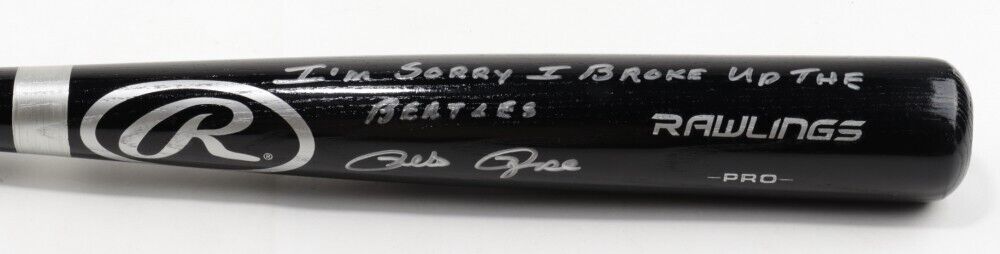 I'm SORRY I BROKE UP THE
BEATLES
Pete Rose
R®
RAWLINGS
-PRO-